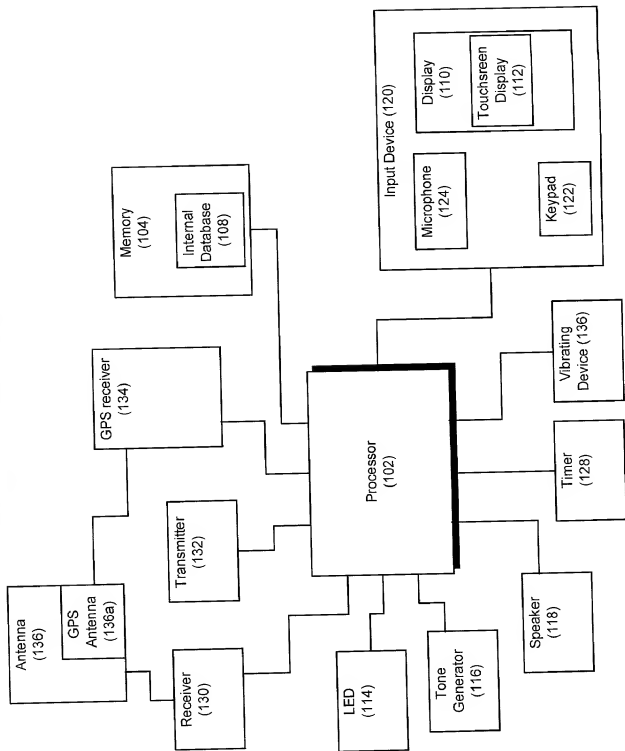 Antenna
(136)
GPS
Antenna
(136a)
GPS receiver
(134)
Memory
(104)
Internal
Database
(108)
Receiver
(130)
Transmitter
(132)
Processor
(102)
Input Device (120)
Microphone
(124)
Display
(110)
Touchsreen
Display
(112)
Keypad
(122)
LED
(114)
Tone
Generator
(116)
Speaker
(118)
Timer
(128)
Vibrating
Device (136)